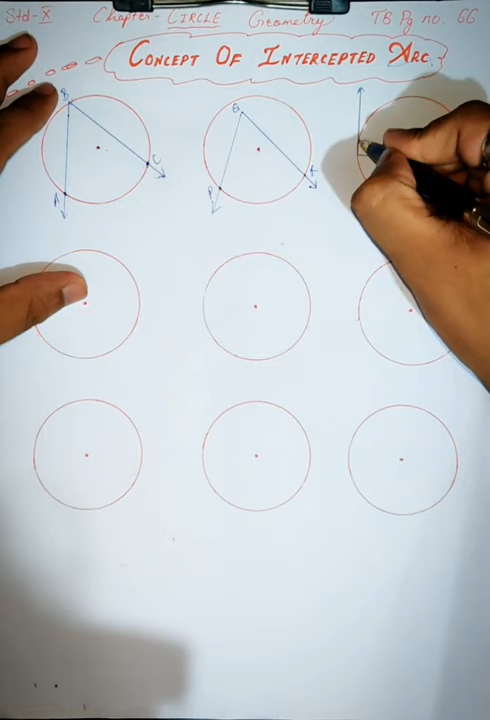 Std-X Chapter - CIRCLE Geometry TB Pg no. 66
CONCEPT OF INTERCEPTED ARC.
B
C
A
Q
P
R